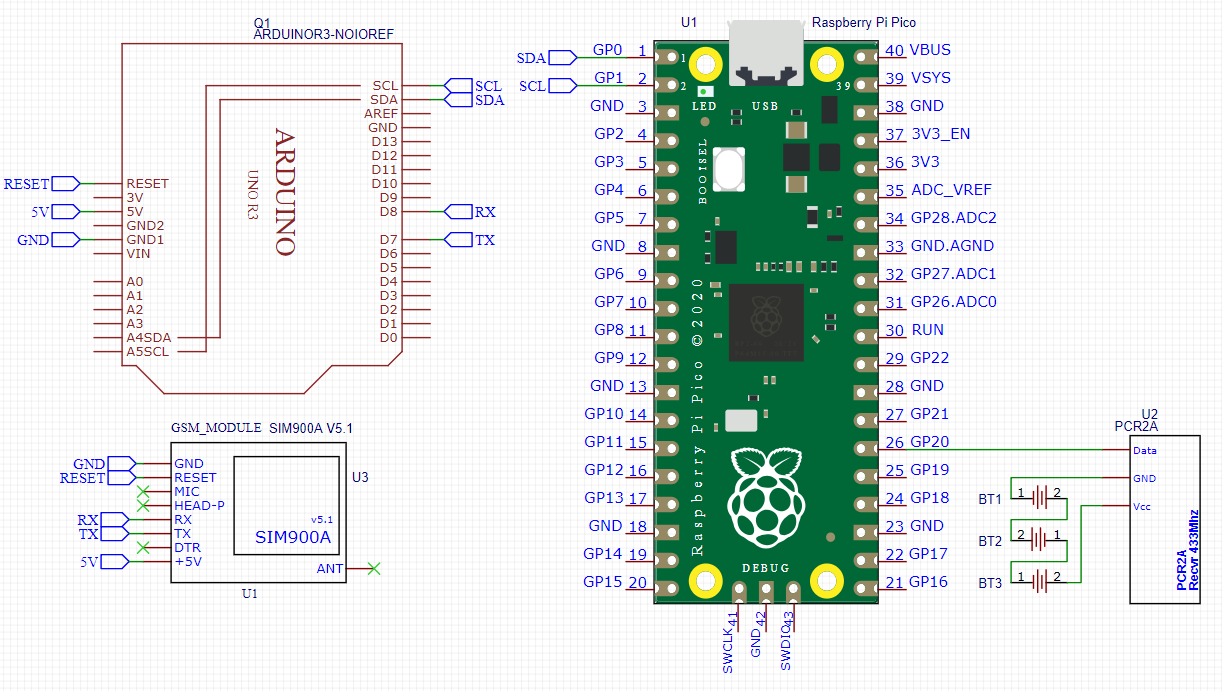 Q1
ARDUINOR3-NOIOREF
SCL
SDA
AREF
GND
D13
D12
D11
D10
D9
D8
D7
D6
D5
D4
D3
D2
D1
D0
SCL
SDA
RX
TX
RESET
5V
GND
RESET
3V
5V
GND2
GND1
VIN
A0
A1
A2
A3
A4SDA
A5SCL
ARDUINO
UNO R3
GSM_MODULE SIM900A V5.1
GND
RESET
RX
TX
5V
GND
RESET
MIC
HEAD-P
RX
TX
DTR
+5V
v5.1
SIM900A
ANT
U3
U1
U1
Raspberry Pi Pico
SDA
SCL
GP0 1
GP1 2
GND 3
GP2 4
GP3 5
GP4 6
GP5 7
GND 8
GP6 9
GP7 10
GP8 11
GP9 12
GND 13
GP10 14
GP11 15
GP12 16
GP13 17
GND 18
GP14 19
GP15 20
1
2
39
LED
USB
BOOISEL
Raspberry Pi Pico ©2020
DEBUG
41
42
43
SWCLK
GND
SWDIO
40 VBUS
39 VSYS
38 GND
37 3V3_EN
36 3V3
35 ADC_VREF
34 GP28.ADC2
33 GND.AGND
32 GP27.ADC1
31 GP26.ADC0
30 RUN
29 GP22
28 GND
27 GP21
26 GP20
25 GP19
24 GP18
23 GND
22 GP17
21 GP16
U2
PCR2A
Data
GND
Vcc
PCR2A
Recvr 433Mhz
BT1
1 2
BT2
2 1
BT3
1 2